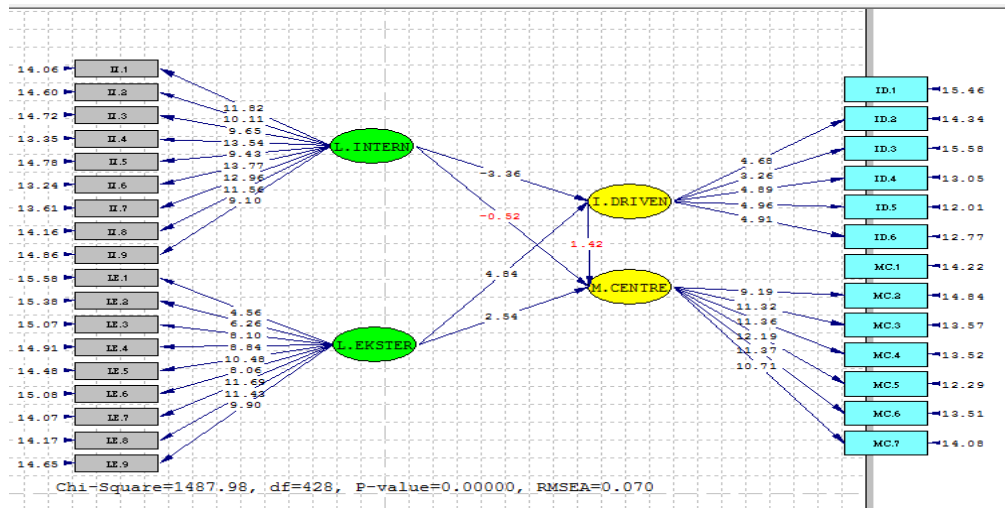 14.06 LI.1
14.60 LI.2
14.72 LI.3
13.35 LI.4
14.78 LI.5
13.24 LI.6
13.61 LI.7
14.16 LI.8
14.86 LI.9
15.58 LE.1
15.38 LE.2
15.07 LE.3
14.91 LE.4
14.48 LE.5
15.08 LE.6
14.07 LE.7
14.17 LE.8
14.65 LE.9
11.82
10.11
9.65
13.54
9.43
13.77
12.96
11.56
9.10
4.56
6.26
8.10
8.84
10.48
8.06
11.69
11.43
9.90
L.INTERN
L.EKSTER
-3.36
-0.52
1.42
4.84
2.54
I.DRIVEN
M.CENTRE
4.68
3.26
4.89
4.96
4.91
9.19
11.32
11.36
12.19
11.37
10.71
ID.1 15.46
ID.2 14.34
ID.3 15.58
ID.4 13.05
ID.5 12.01
ID.6 12.77
MC.1 14.22
MC.2 14.84
MC.3 13.57
MC.4 13.52
MC.5 12.29
MC.6 13.51
MC.7 14.08
Chi-Square=1487.98, df=428, P-value=0.00000, RMSEA=0.070